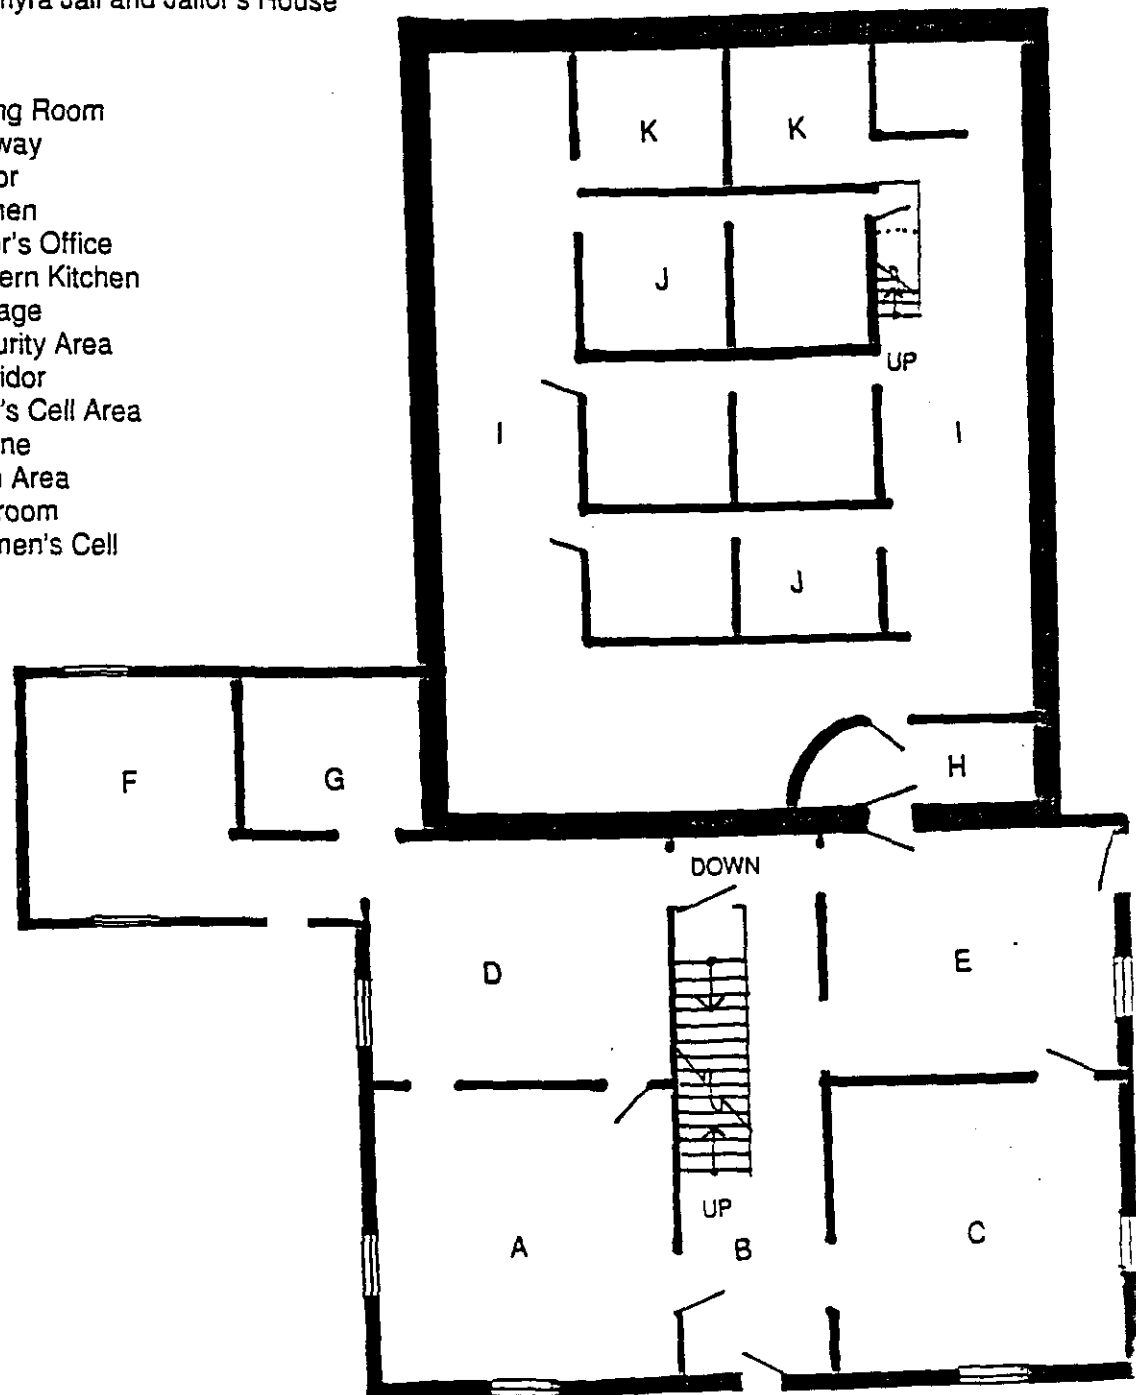 nyra Jail and Jailor's House
ng Room
way
or
nen
r's Office
ern Kitchen
age
urity Area
idor
's Cell Area
ne
Area
room
nen's Cell
K K
J
UP
I I
J
F G H
DOWN
D E
UP
A B C